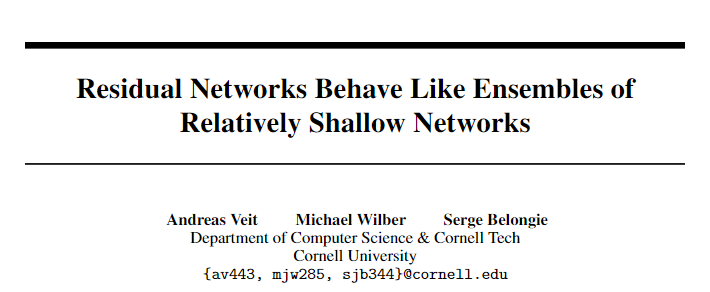 Residual Networks Behave Like Ensembles of
Relatively Shallow Networks
Andreas Veit Michael Wilber Serge Belongie
Department of Computer Science & Cornell Tech
Cornell University
{av443, mjw285, sjb344}@cornell.edu